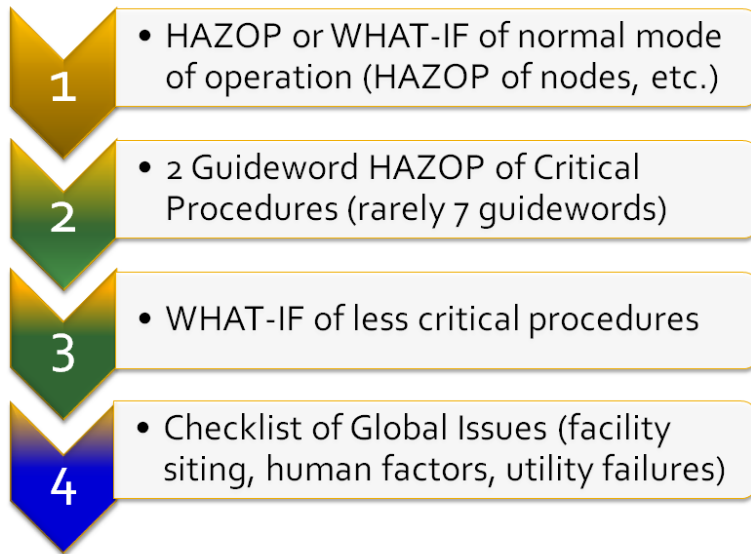 1
• HAZOP or WHAT-IF of normal mode
of operation (HAZOP of nodes, etc.)
2
• 2 Guideword HAZOP of Critical
Procedures (rarely 7 guidewords)
3
• WHAT-IF of less critical procedures
4
• Checklist of Global Issues (facility
siting, human factors, utility failures)